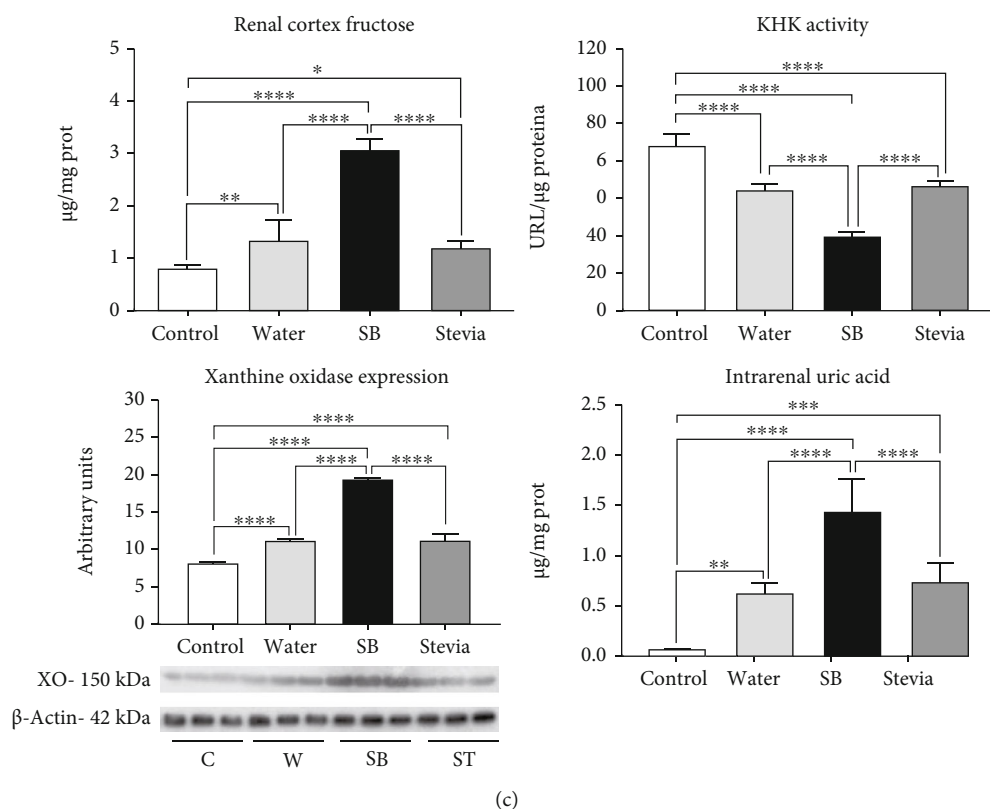 Renal cortex fructose
5
4
3
2
1
0
µg/mg prot
*
****
**** ****
**
Control Water SB Stevia
KHK activity
120
100
80
6
0
40
20
0
URL/µg proteina
****
****
****
**** ****
Control Water SB Stevia
Xanthine oxidase expression
30
25
20
15
10
5
0
Arbitrary units
****
****
**** ****
****
Control Water SB Stevia
XO- 150 kDa
β-Actin- 42 kDa
C W SB ST
Intrarenal uric acid
2.5
2.0
1.5
1.0
0.5
0.0
µg/mg prot
***
****
**** ****
**
Control Water SB Stevia
(c)